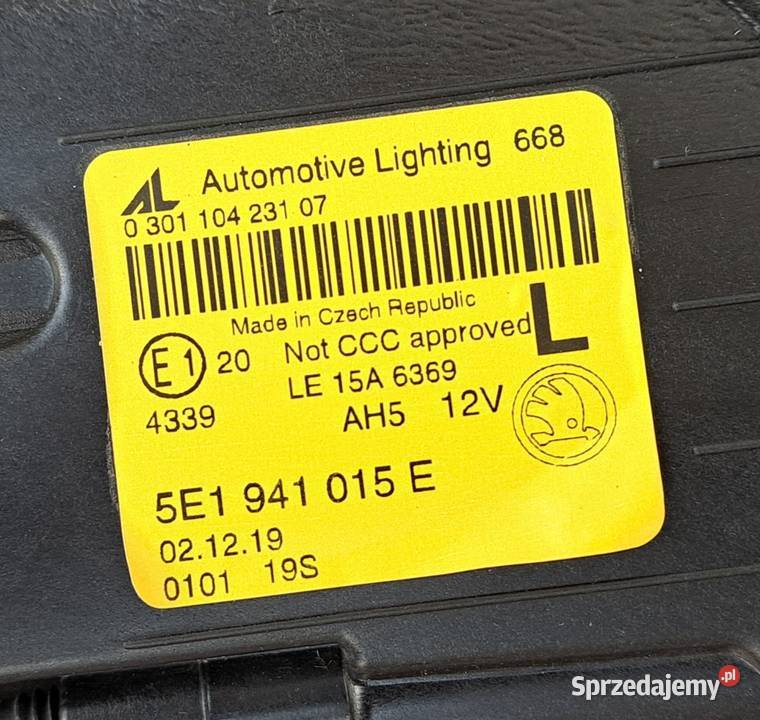 AL Automotive Lighting 668
0 301 104 231 07
Made in Czech Republic
E1 20 Not CCC approved L
LE 15A 6369
4339 AH5 12V
5E1 941 015 E
02.12.19
0101 19S
Sprzedajemy.pl